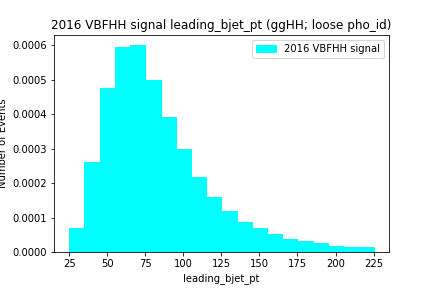 2016 VBFHH signal leading_bjet_pt (ggHH; loose pho_id)
2016 VBFHH signal
Number of Events
0.0006
0.0005
0.0004
0.0003
0.0002
0.0001
0.0000
25 50 75 100 125 150 175 200 225
leading_bjet_pt